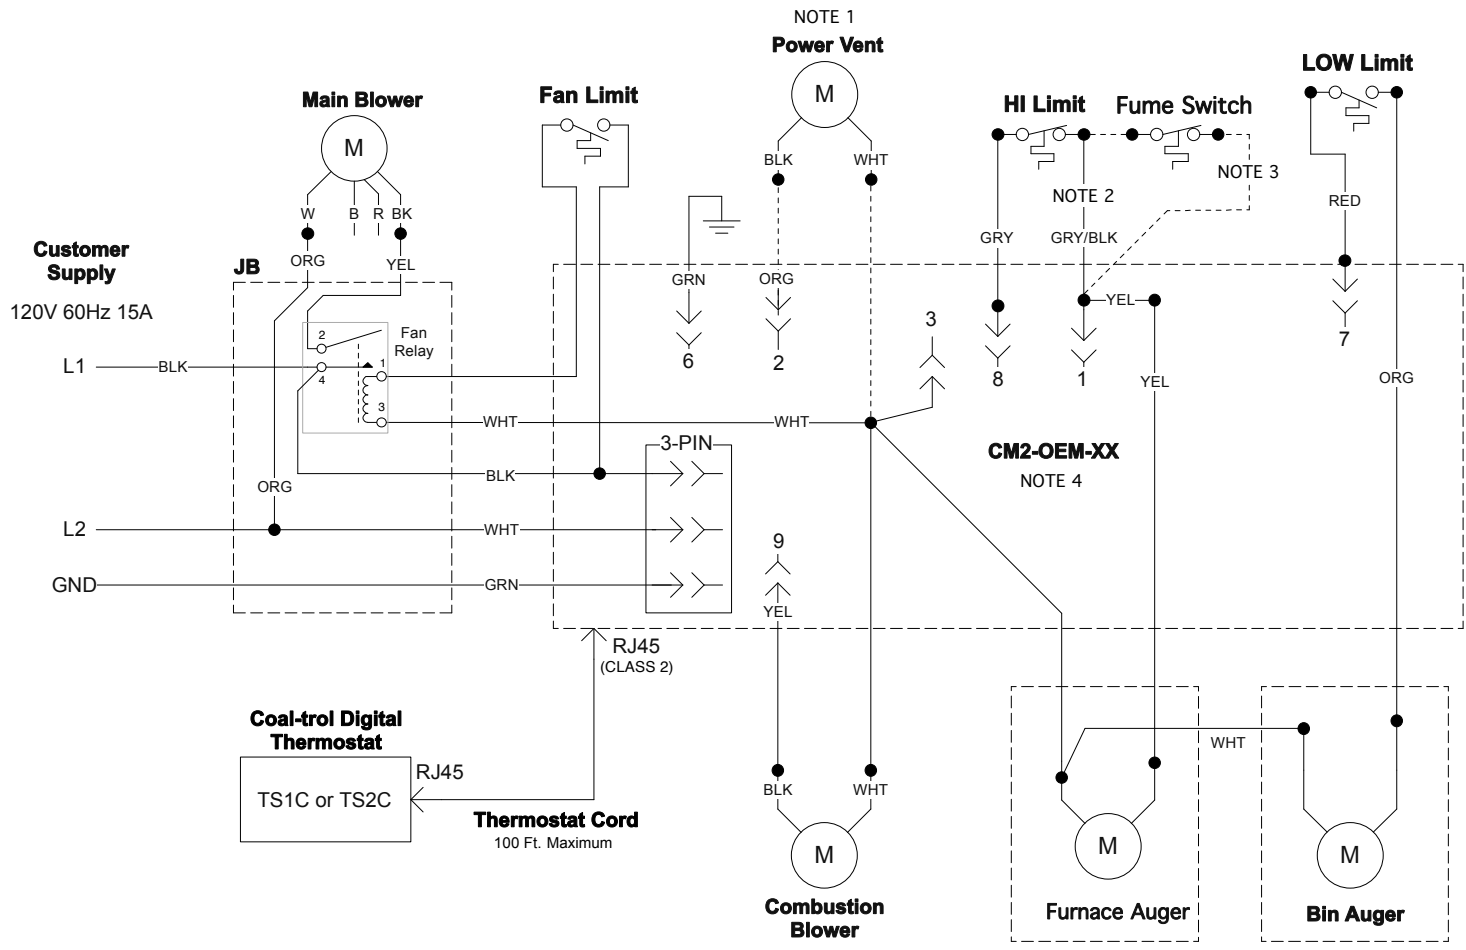 NOTE 1
Power Vent
M
BLK
WHT
LOW Limit
RED
7
ORG
HI Limit
Fume Switch
NOTE 3
NOTE 2
GRY
GRY/BLK
8
1
YEL
YEL
Fan Limit
Main Blower
M
W
B
R
BK
ORG
YEL
Customer
Supply
120V 60Hz 15A
JB
2
Fan
Relay
4
1
3
L1
BLK
GRN
6
ORG
2
3
WHT
WHT
3-PIN
BLK
CM2-OEM-XX
NOTE 4
ORG
L2
WHT
GND
GRN
9
YEL
RJ45
(CLASS 2)
Coal-trol Digital
Thermostat
TS1C or TS2C
RJ45
Thermostat Cord
100 Ft. Maximum
BLK
WHT
M
Combustion
Blower
WHT
M
Furnace Auger
M
Bin Auger